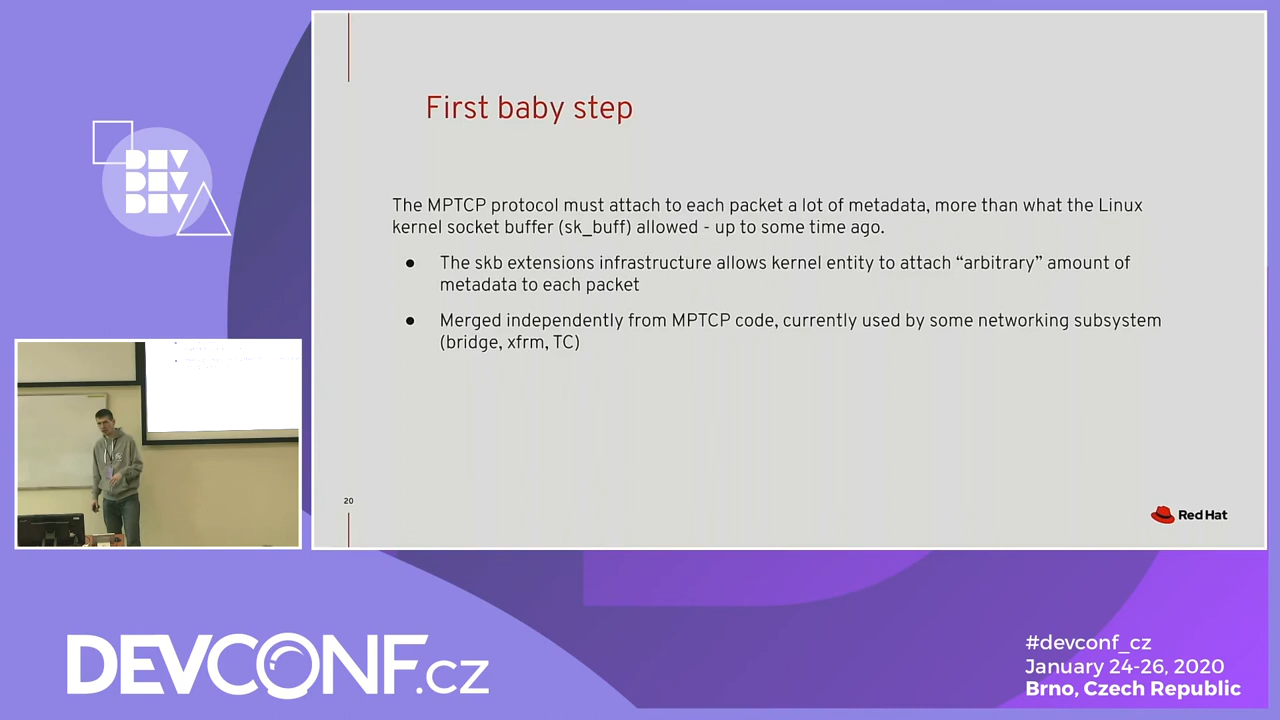 First baby step
The MPTCP protocol must attach to each packet a lot of metadata, more than what the Linux
kernel socket buffer (sk_buff) allowed - up to some time ago.
● The skb extensions infrastructure allows kernel entity to attach “arbitrary” amount of
metadata to each packet
● Merged independently from MPTCP code, currently used by some networking subsystem
(bridge, xfrm, TC)
20
Red Hat
DEV
DEV
DEV
DEVCONF.cz
#devconf_cz
January 24-26, 2020
Brno, Czech Republic